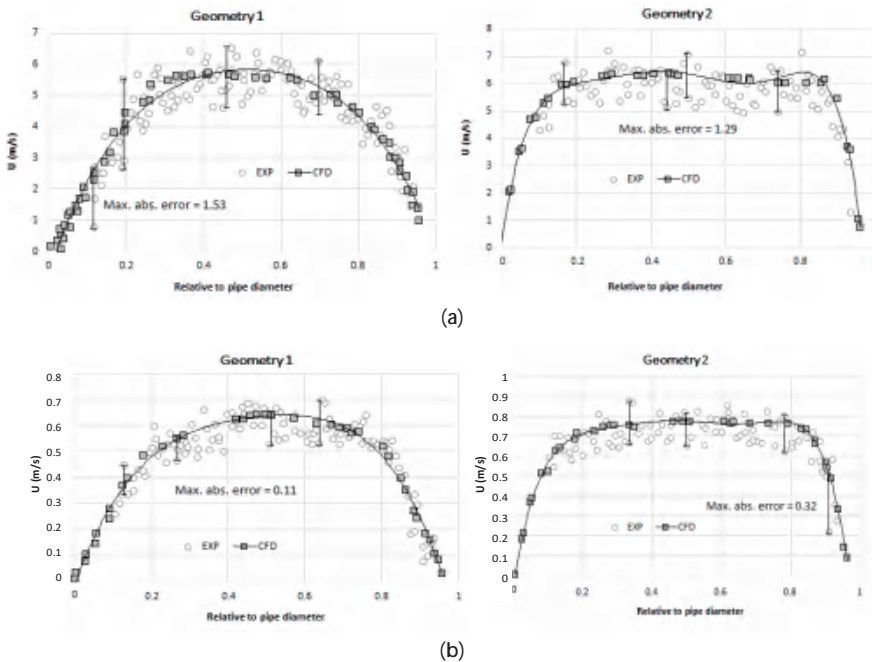 Geometry 1
7
6
5
4
3
2
1
0
U (m/s)
EXP CFD
Max. abs. error = 1.53
0 0.2 0.4 0.6 0.8 1
Relative to pipe diameter
Geometry 2
8
7
6
5
4
3
2
1
0
U (m/s)
Max. abs. error = 1.29
EXP CFD
0 0.2 0.4 0.6 0.8 1
Relative to pipe diameter
(a)
Geometry 1
0.8
0.7
0.6
0.5
0.4
0.3
0.2
0.1
0
U (m/s)
Max. abs. error = 0.11
EXP CFD
0 0.2 0.4 0.6 0.8 1
Relative to pipe diameter
Geometry 2
1
0.9
0.8
0.7
0.6
0.5
0.4
0.3
0.2
0.1
0
U (m/s)
Max. abs. error = 0.32
EXP CFD
0 0.2 0.4 0.6 0.8 1
Relative to pipe diameter
(b)